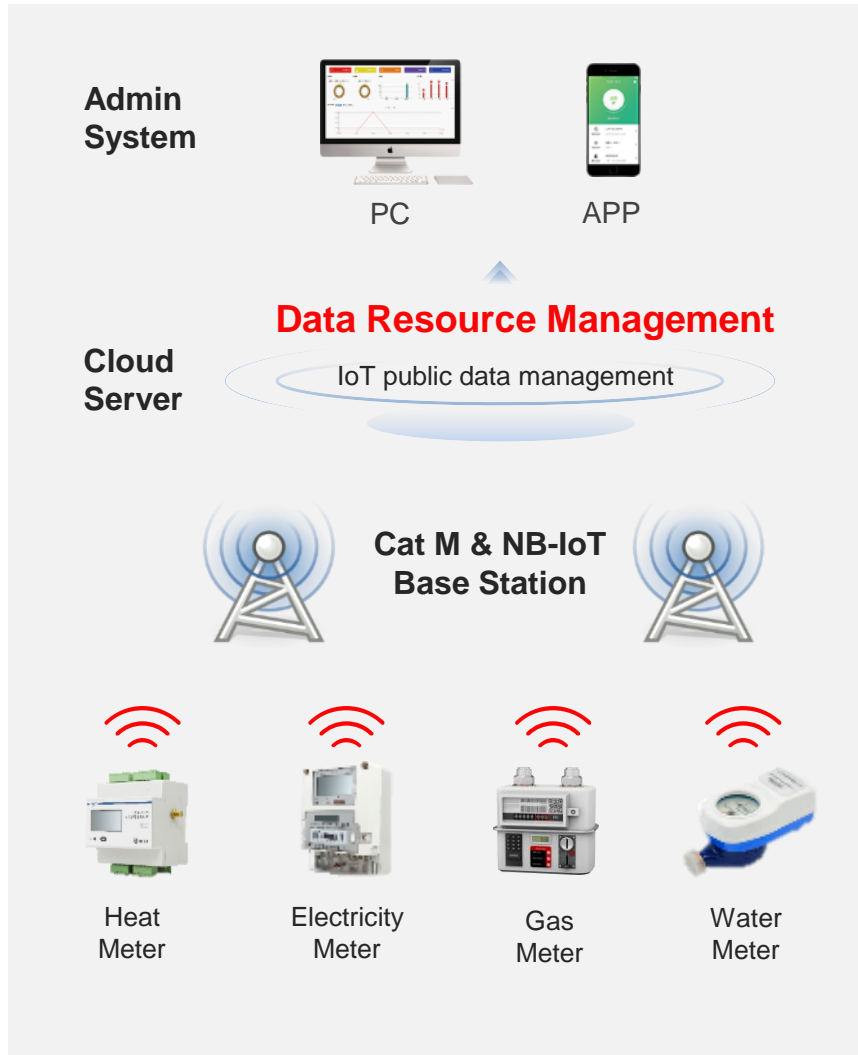 Admin
System
PC
APP
Data Resource Management
Cloud
Server
IoT public data management
Cat M & NB-IoT
Base Station
Heat
Meter
Electricity
Meter
Gas
Meter
Water
Meter